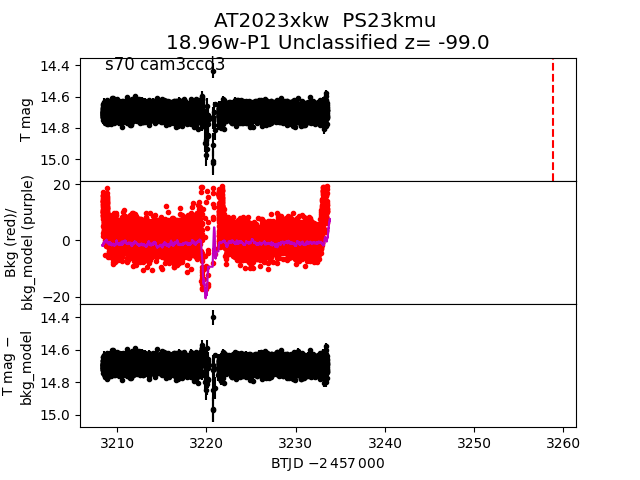 AT2023xkw  PS23kmu
18.96w-P1 Unclassified z= -99.0
s70 cam3ccd3
14.4
14.6
14.8
15.0
T mag
20
0
−20
Bkg (red)/
bkg_model (purple)
14.4
14.6
14.8
15.0
T mag −
bkg_model
3210
3220
3230
3240
3250
3260
BTJD −2 457 000